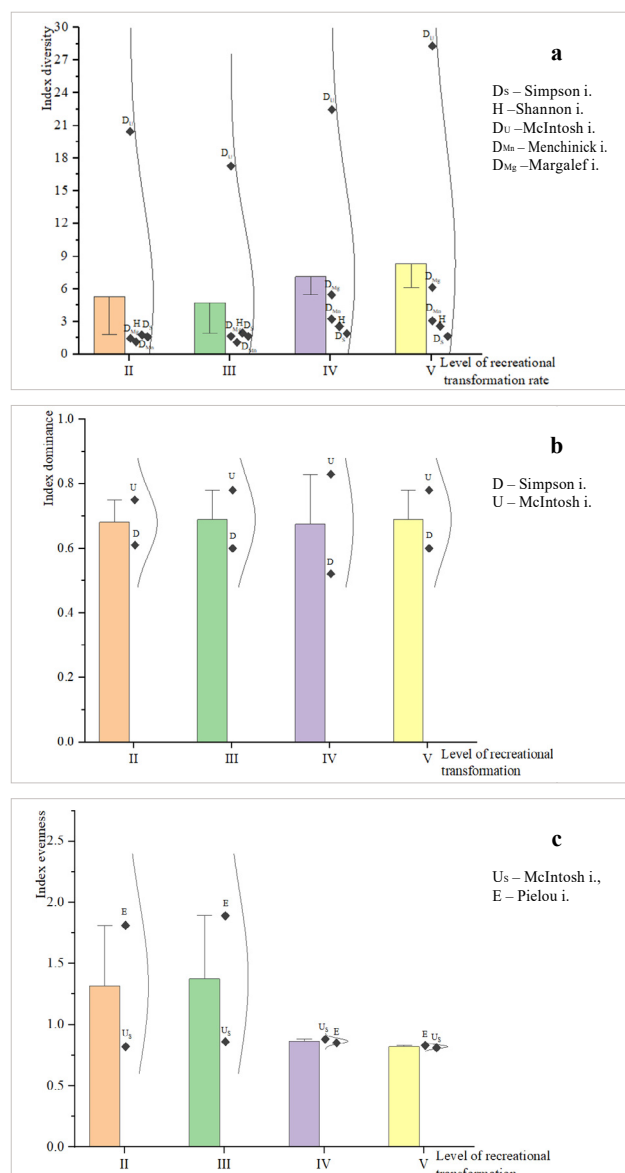 30
27
24
21
18
15
12
9
6
3
0
Index diversity
a
DS – Simpson i.
H –Shannon i.
DU –McIntosh i.
DMn – Menchinick i.
DMg –Margalef i.
DU
DU
DU
DU
DMg
H
DMn
H
DMg
DMn
H
DS
DMg
DMn
H
DS
II
III
IV
V
Level of recreational
transformation rate
1.0
0.8
0.6
0.4
0.2
0.0
Index dominance
b
D – Simpson i.
U – McIntosh i.
U
U
U
U
D
D
D
D
II
III
IV
V
Level of recreational
transformation
2.5
2.0
1.5
1.0
0.5
0.0
Index evenness
c
US – McIntosh i.,
E – Pielou i.
E
E
US
US
US
E
E
US
II
III
IV
V
Level of recreational
transformation